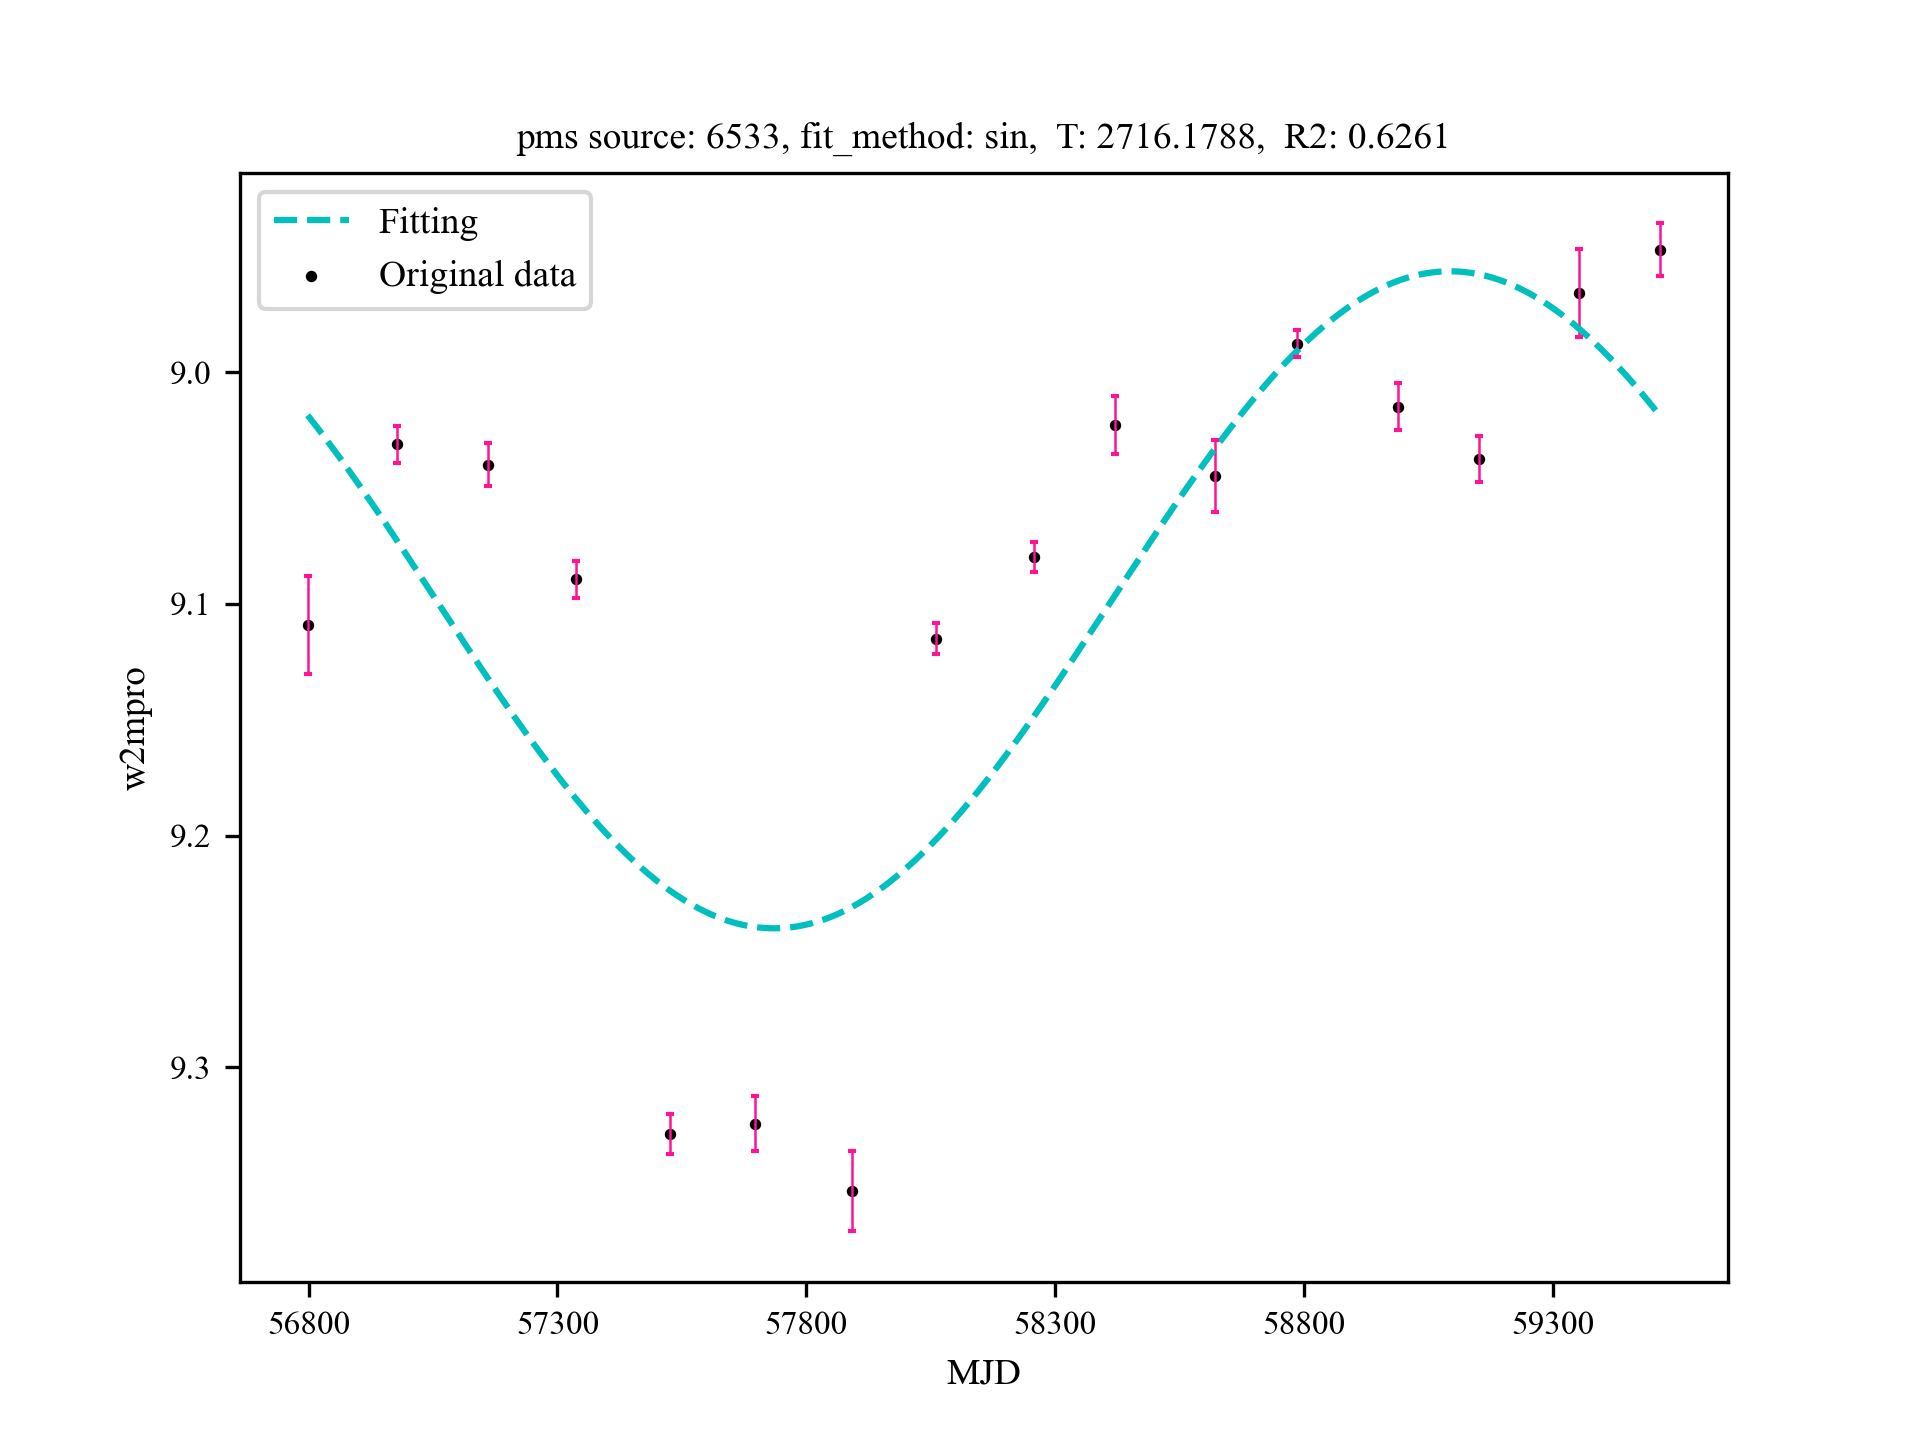 pms source: 6533, fit_method: sin,  T: 2716.1788,  R2: 0.6261
Fitting
Original data
9.0
9.1
9.2
9.3
w2mpro
56800 57300 57800 58300 58800 59300
MJD